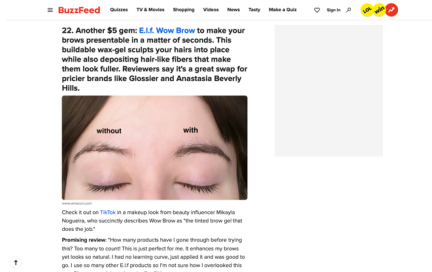 BuzzFeed
Quizzes TV & Movies Shopping Videos News Tasty Make a Quiz Sign In LOL WIN
22. Another $5 gem: E.l.f. Wow Brow to make your
brows presentable in a matter of seconds. This
buildable wax-gel sculpts your hairs into place
while also depositing hair-like fibers that make
them look fuller. Reviewers say it's a great swap for
pricier brands like Glossier and Anastasia Beverly
Hills.
without with
www.amazon.com
Check it out on TikTok in a makeup look from beauty influencer Mikayla
Nogueira, who succinctly describes Wow Brow as "the tinted brow gel that
does the job."
Promising review: "How many products have I gone through before trying
this? Too many to count! This is just perfect for me. It enhances my brows
yet looks so natural. I had no learning curve, just applied it and was good to
go. I use so many other E.l.f products so I'm not sure how I overlooked this